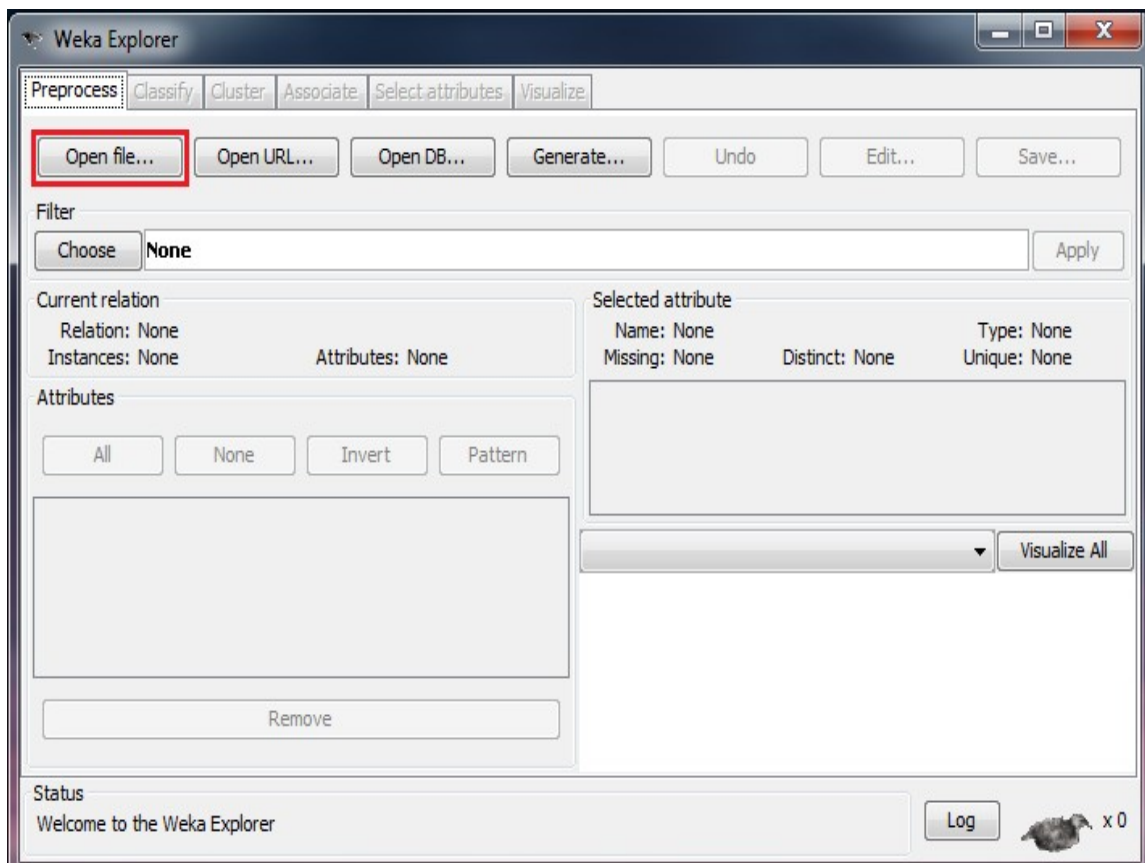 Weka Explorer
Preprocess Classify Cluster Associate Select attributes Visualize
Open file... Open URL... Open DB... Generate... Undo Edit... Save...
Filter
Choose None Apply
Current relation
Relation: None
Instances: None Attributes: None
Selected attribute
Name: None Type: None
Missing: None Distinct: None Unique: None
Attributes
All None Invert Pattern
Visualize All
Remove
Status
Welcome to the Weka Explorer
Log x 0